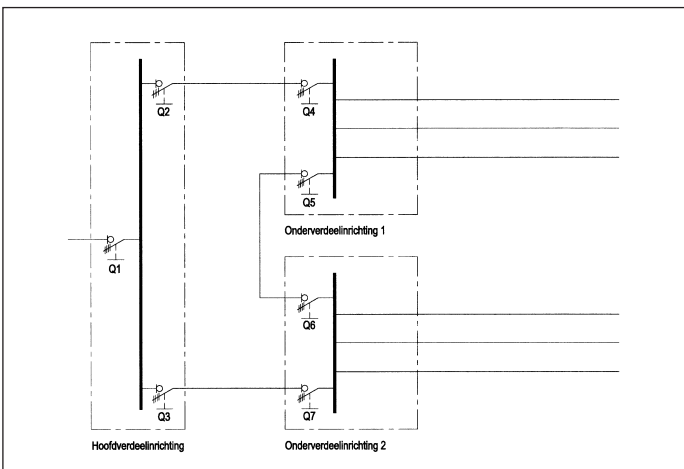 Q2
Q4
Q5
Onderverdeelinrichting 1
Q1
Q6
Q3
Q7
Hoofdverdeelinrichting
Onderverdeelinrichting 2